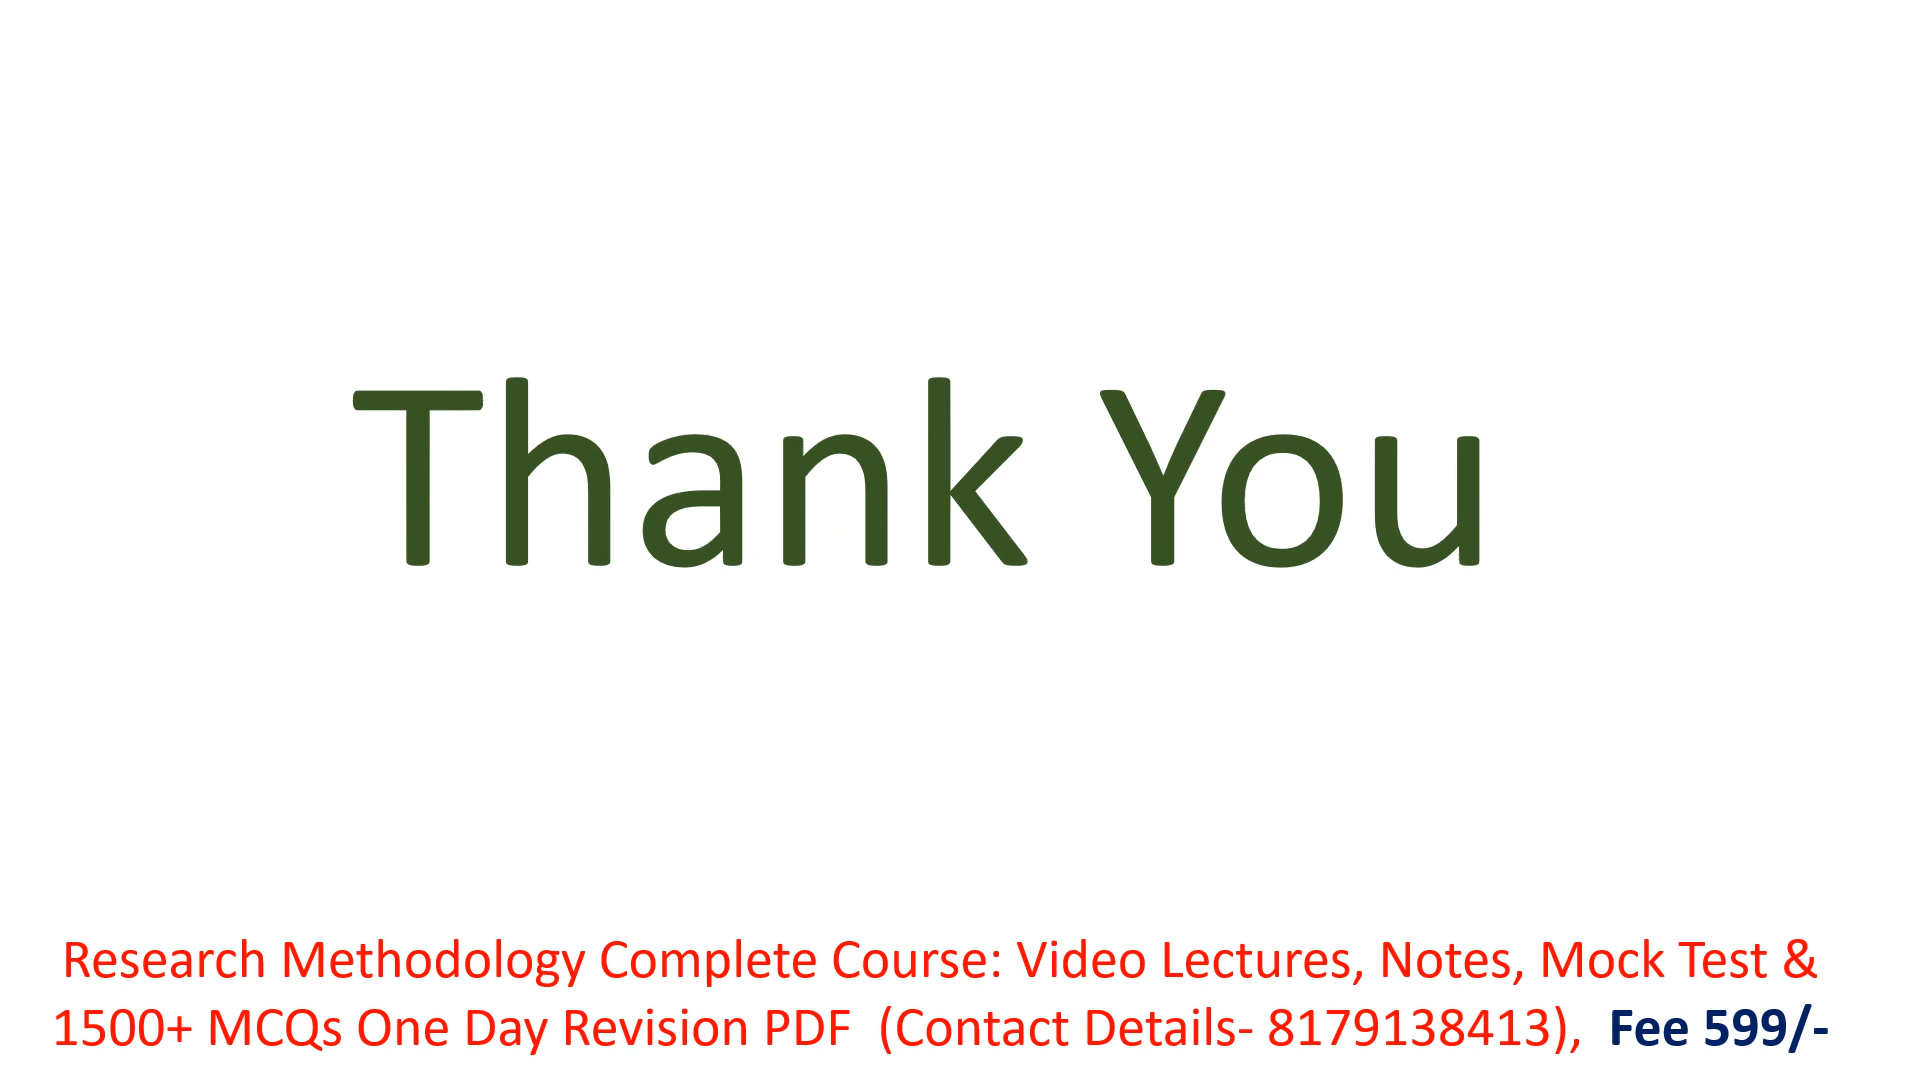 Thank You
Research Methodology Complete Course: Video Lectures, Notes, Mock Test &
1500+ MCQs One Day Revision PDF (Contact Details- 8179138413), Fee 599/-